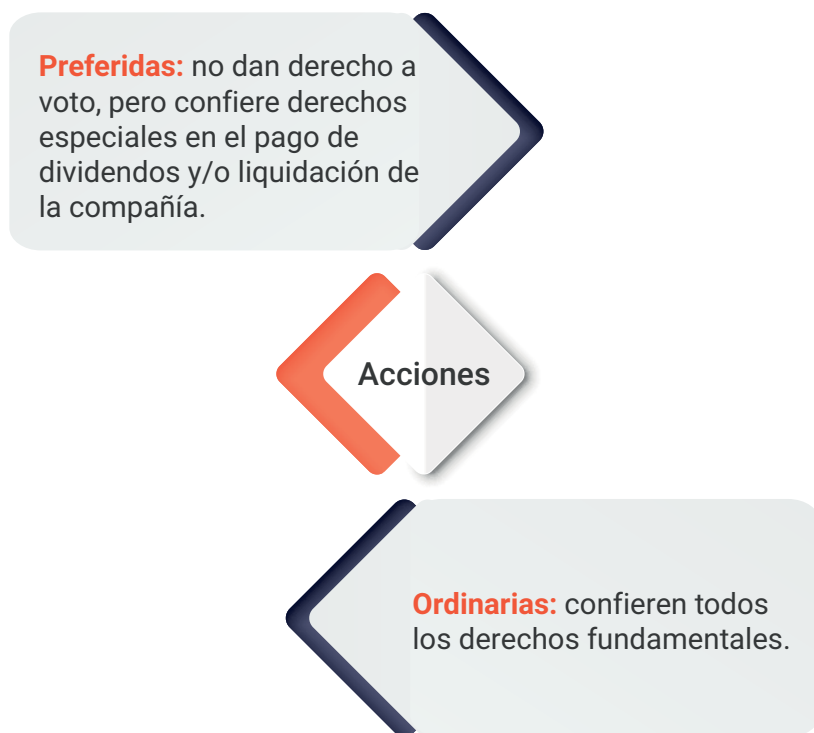 Preferidas: no dan derecho a
voto, pero confiere derechos
especiales en el pago de
dividendos y/o liquidación de
la compañía.
Acciones
Ordinarias: confieren todos
los derechos fundamentales.